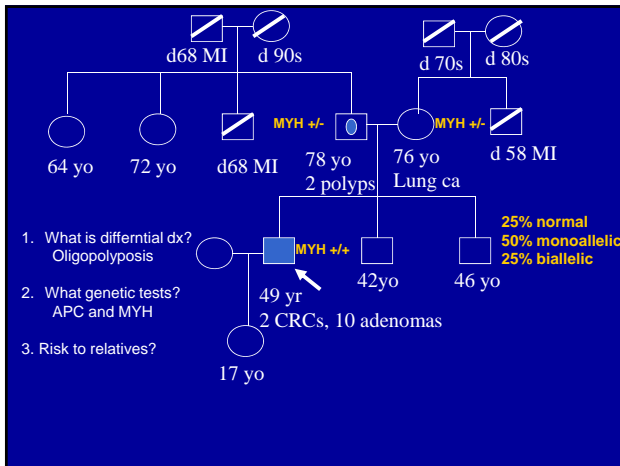 d68 MI d 90s
d 70s d 80s
MYH +/- MYH +/-
64 yo 72 yo d68 MI 78 yo 76 yo d 58 MI
2 polyps Lung ca
25% normal
50% monoallelic
25% biallelic
1. What is differntial dx?
Oligopolyposis
2. What genetic tests?
APC and MYH
3. Risk to relatives?
MYH +/+
49 yr 42yo 46 yo
2 CRCs, 10 adenomas
17 yo